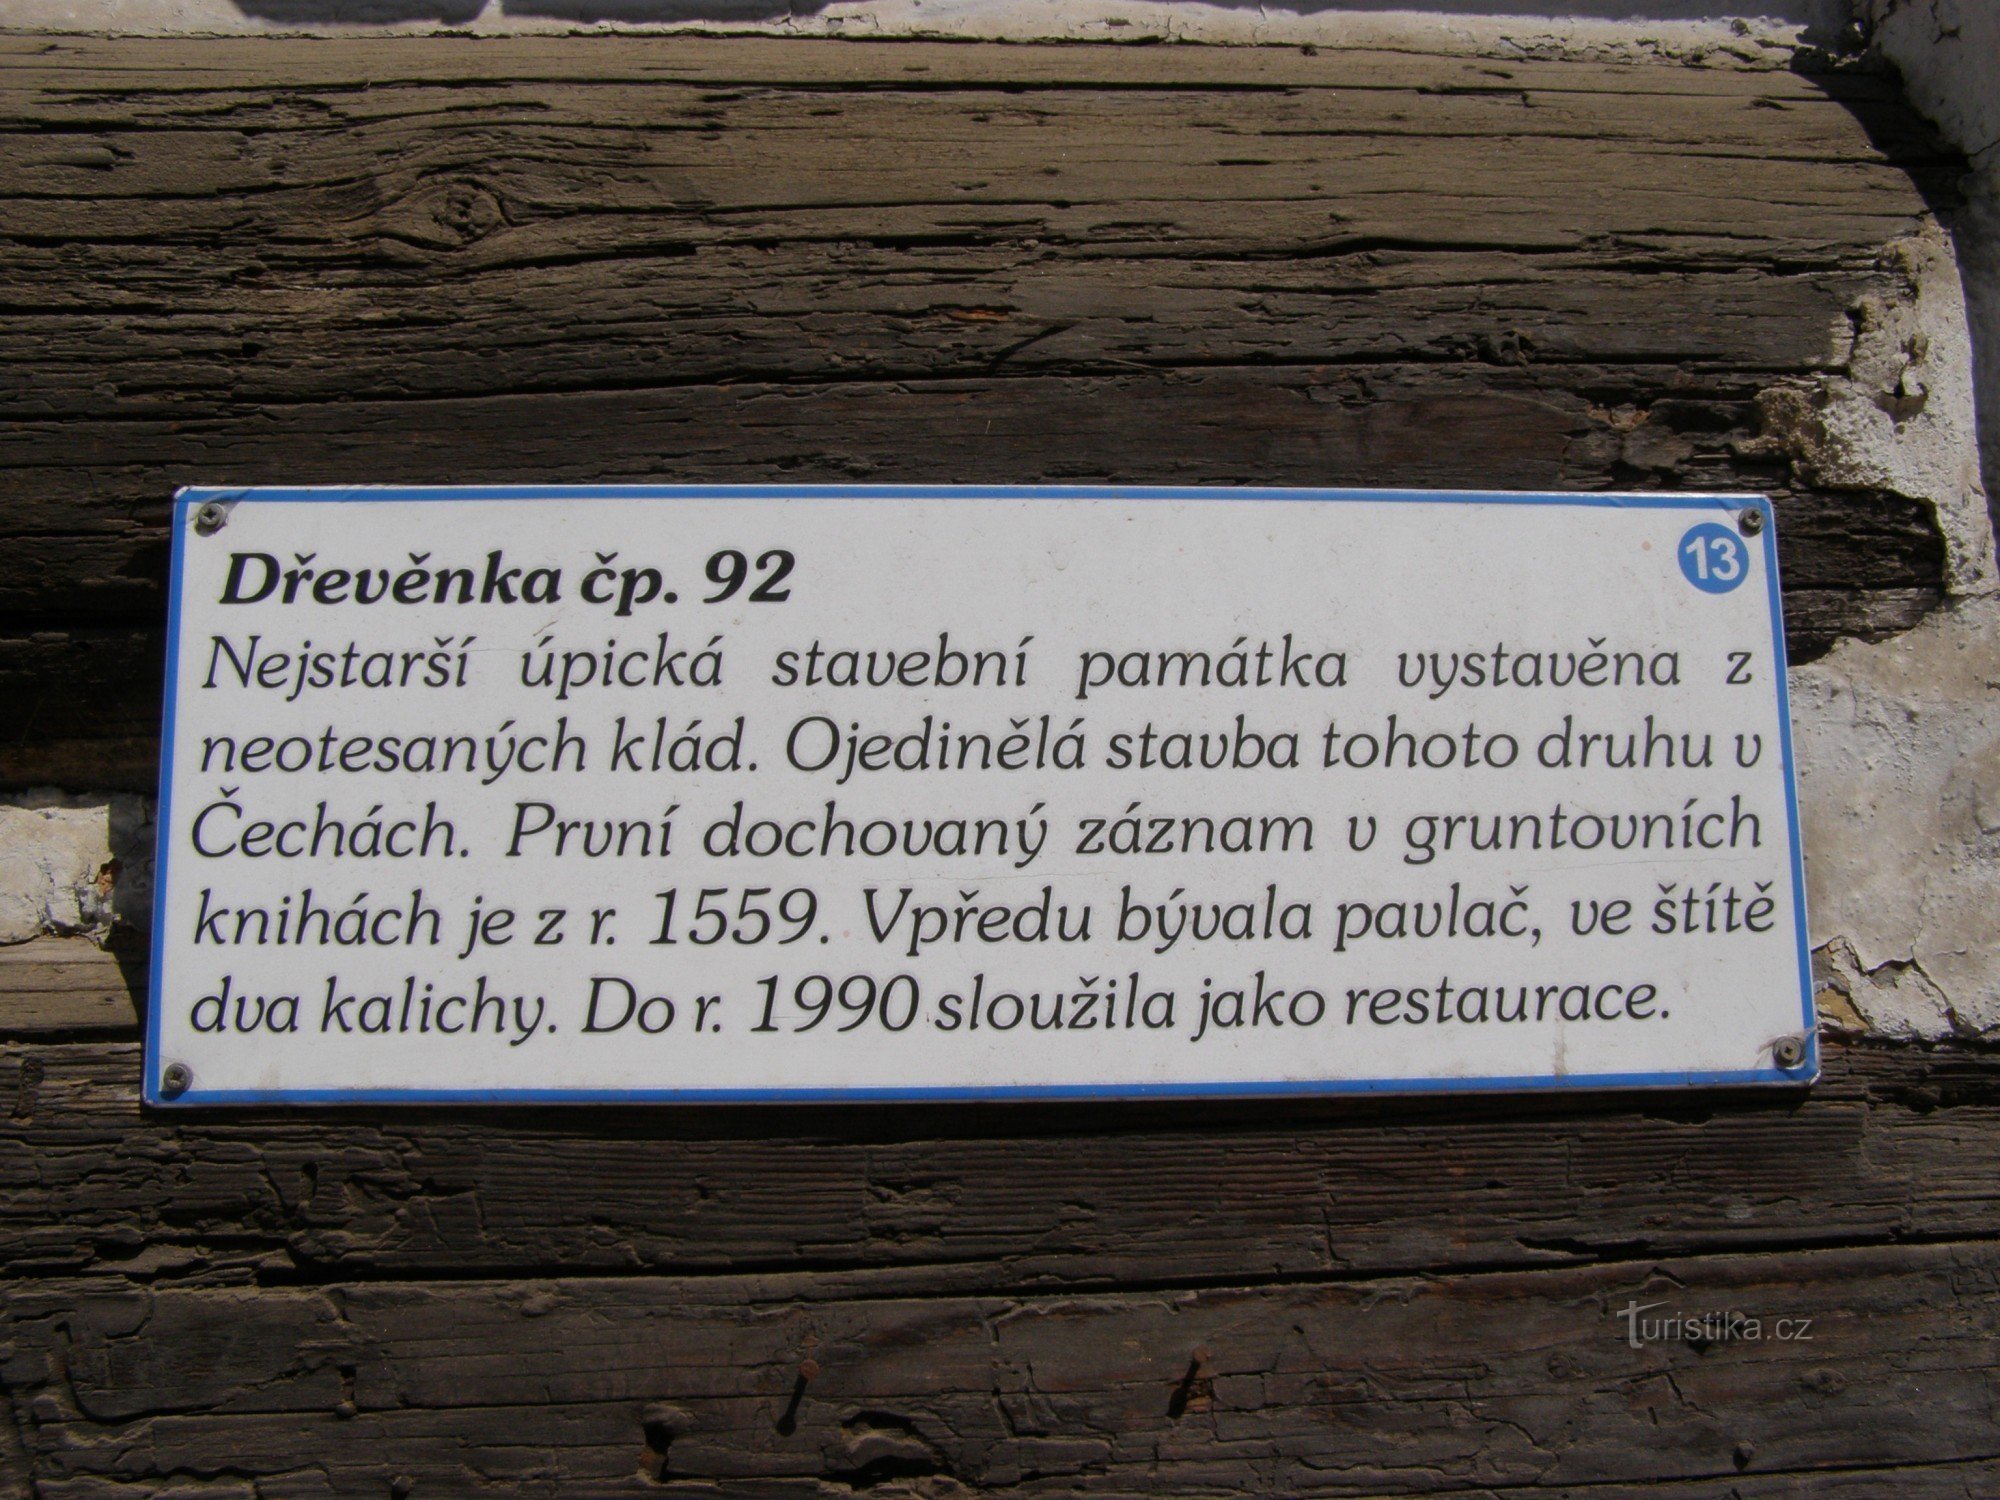 Dřevěnka čp. 92
13
Nejstarší úpická stavební památka vystavěna z
neotesaných klád. Ojedinělá stavba tohoto druhu v
Čechách. První dochovaný záznam v gruntovních
knihách je z r. 1559. Vpředu bývala pavlač, ve štítě
dva kalichy. Do r. 1990 sloužila jako restaurace.
Turistika.cz